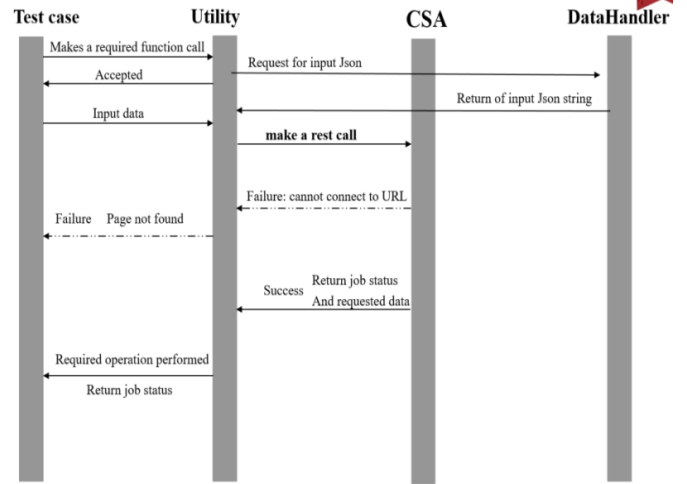 Test case
Utility
CSA
DataHandler
Makes a required function call
Request for input Json
Accepted
Return of input Json string
Input data
make a rest call
Failure: cannot connect to URL
Failure Page not found
Return job status
Success
And requested data
Required operation performed
Return job status